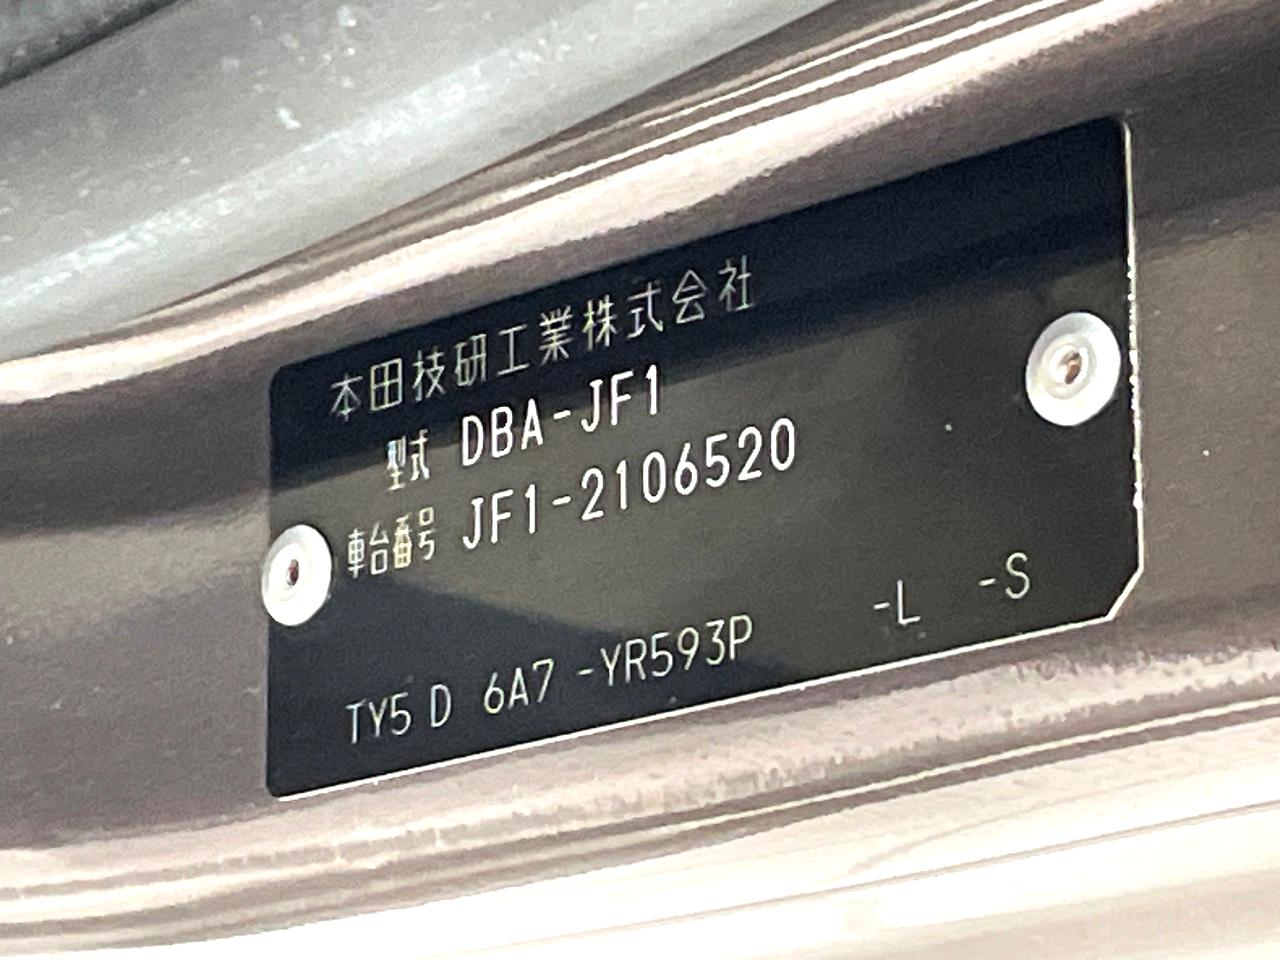 本田技研工業株式会社
型式 DBA-JF1
車台番号 JF1-2106520
TY5 D 6A7 -YR593P -L -S